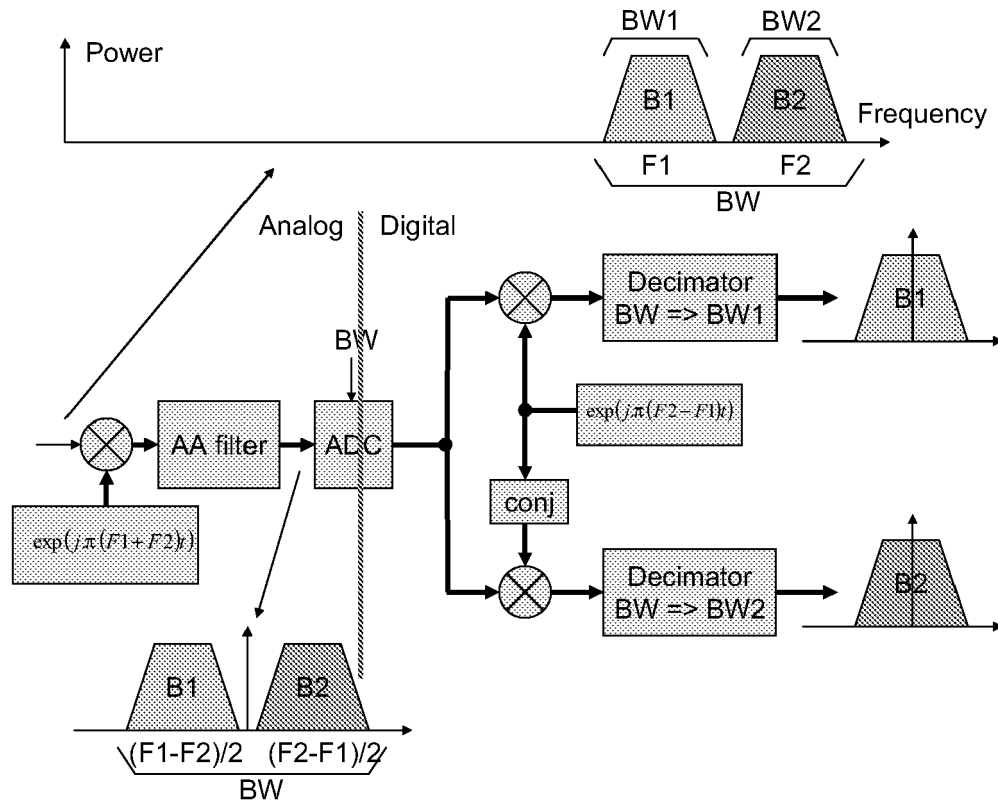 BW1 BW2
Power
B1 B2
Frequency
F1 F2
BW
Analog Digital
BW
Decimator
BW => BW1
B1
AA filter
ADC
exp(j.π(F2−F1)t)
conj
exp(j.π(F1+F2)t)
Decimator
BW => BW2
B2
B1 B2
(F1-F2)/2 (F2-F1)/2
BW